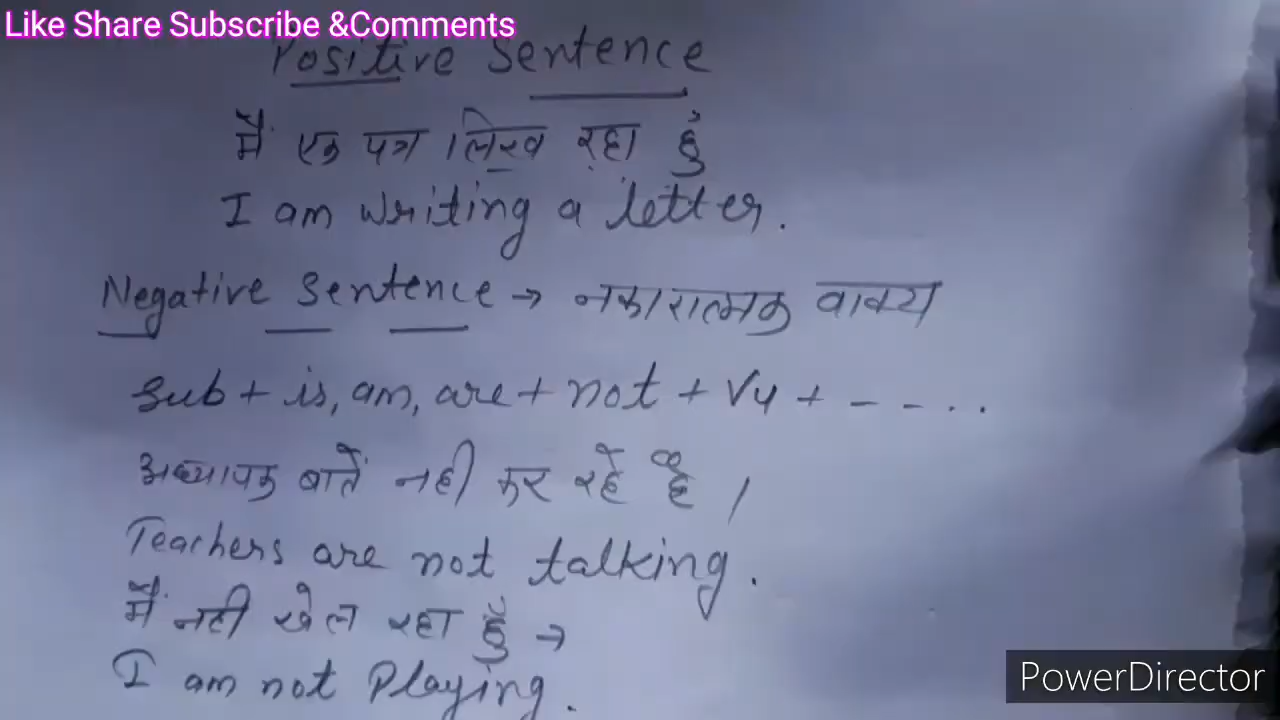 Like Share Subscribe &Comments
Positive Sentence
मैं एक पत्र लिख रहा हूँ
I am writing a letter.
Negative Sentence → नकारात्मक वाक्य
Sub + is, am, are + not + V4 + - - . . .
अध्यापक बातें नही कर रहे है ।
Teachers are not talking.
मैं नही खेल रहा हूँ →
I am not Playing.
PowerDirector